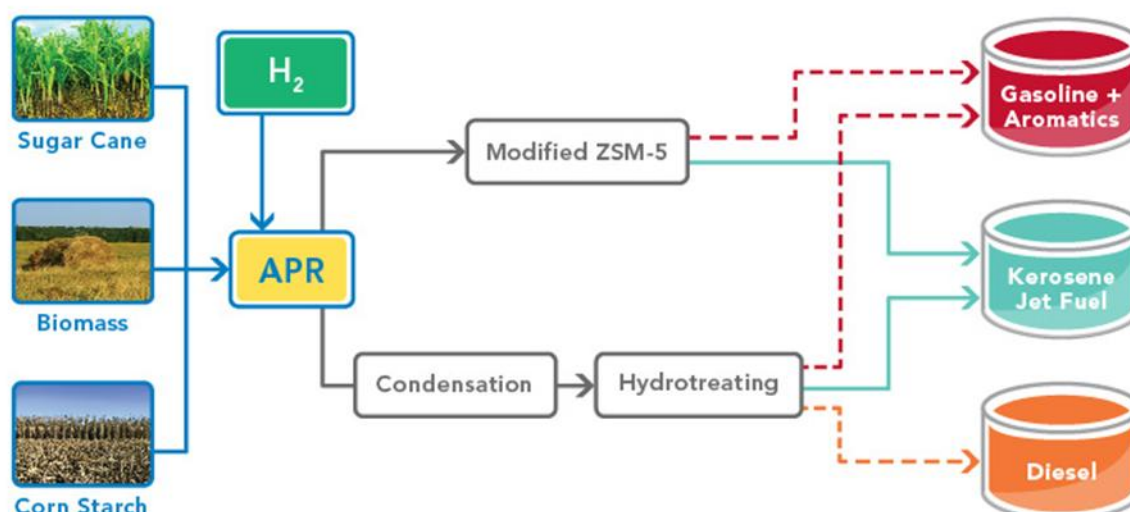 Sugar Cane
H₂
Modified ZSM-5
Gasoline +
Aromatics
Biomass
APR
Kerosene
Jet Fuel
Condensation
Hydrotreating
Corn Starch
Diesel